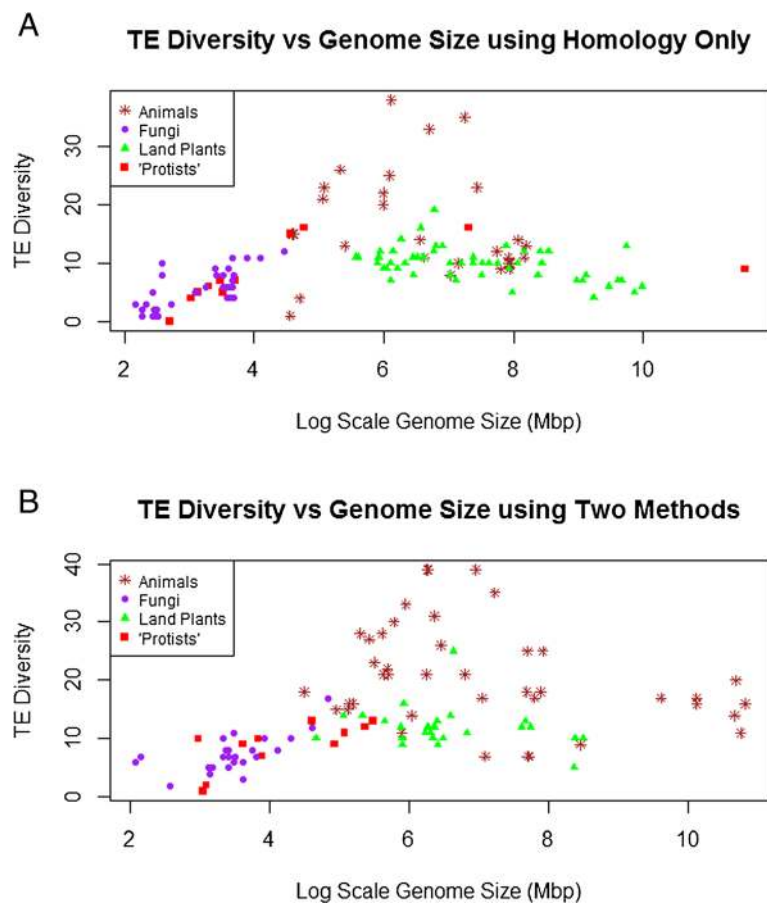 A
TE Diversity vs Genome Size using Homology Only
Animals
Fungi
Land Plants
'Protists'
TE Diversity
0 10 20 30
2 4 6 8 10
Log Scale Genome Size (Mbp)
B
TE Diversity vs Genome Size using Two Methods
Animals
Fungi
Land Plants
'Protists'
TE Diversity
0 10 20 30 40
2 4 6 8 10
Log Scale Genome Size (Mbp)